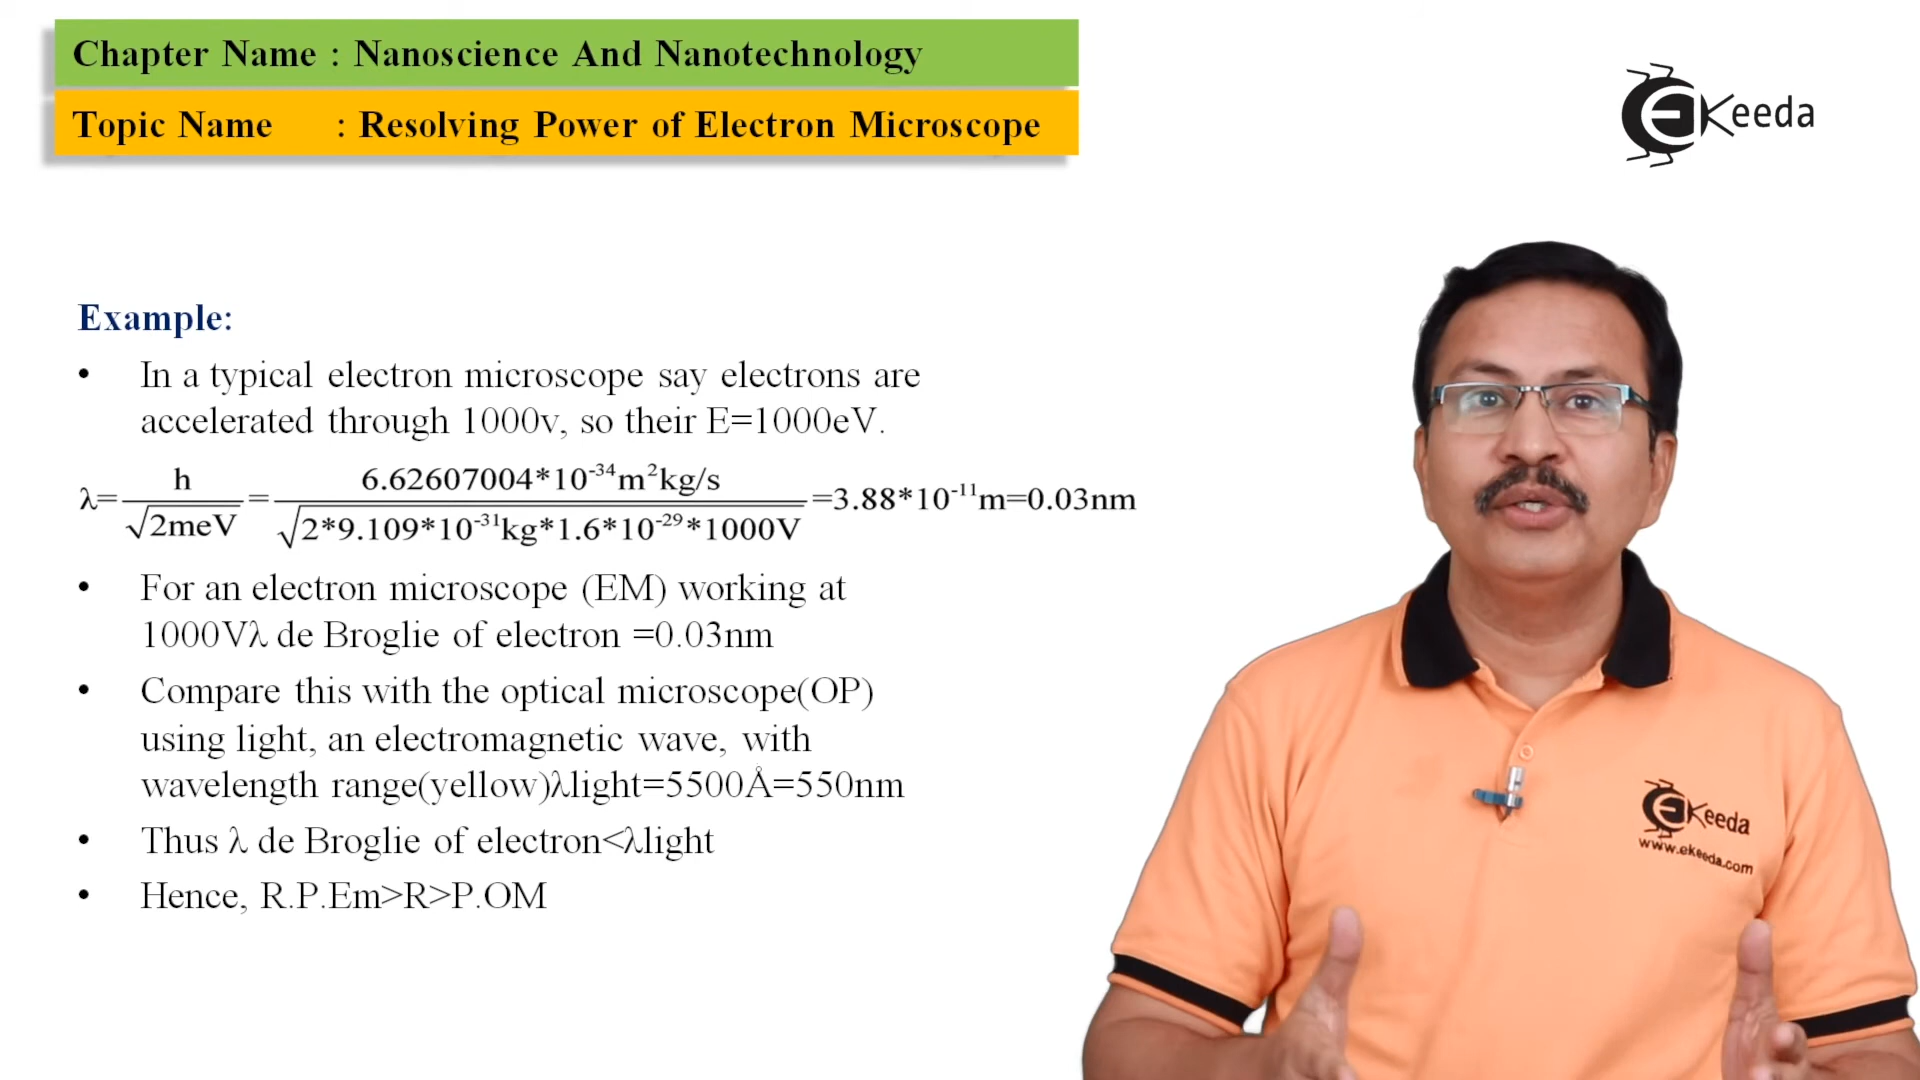 Chapter Name : Nanoscience And Nanotechnology
Topic Name : Resolving Power of Electron Microscope
EKeeda
Example:
• In a typical electron microscope say electrons are
accelerated through 1000v, so their E=1000eV.
λ=h/√2meV=6.62607004*10⁻³⁴m²kg/s/√2*9.109*10⁻³¹kg*1.6*10⁻²⁹*1000V=3.88*10⁻¹¹m=0.03nm
• For an electron microscope (EM) working at
1000Vλ de Broglie of electron =0.03nm
• Compare this with the optical microscope(OP)
using light, an electromagnetic wave, with
wavelength range(yellow)λlight=5500Å=550nm
• Thus λ de Broglie of electron<λlight
• Hence, R.P.Em>R>P.OM
EKeeda
www.ekeeda.com